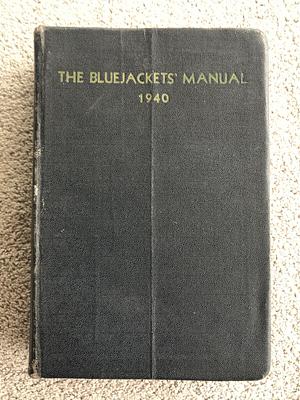 THE BLUEJACKETS' MANUAL
1940